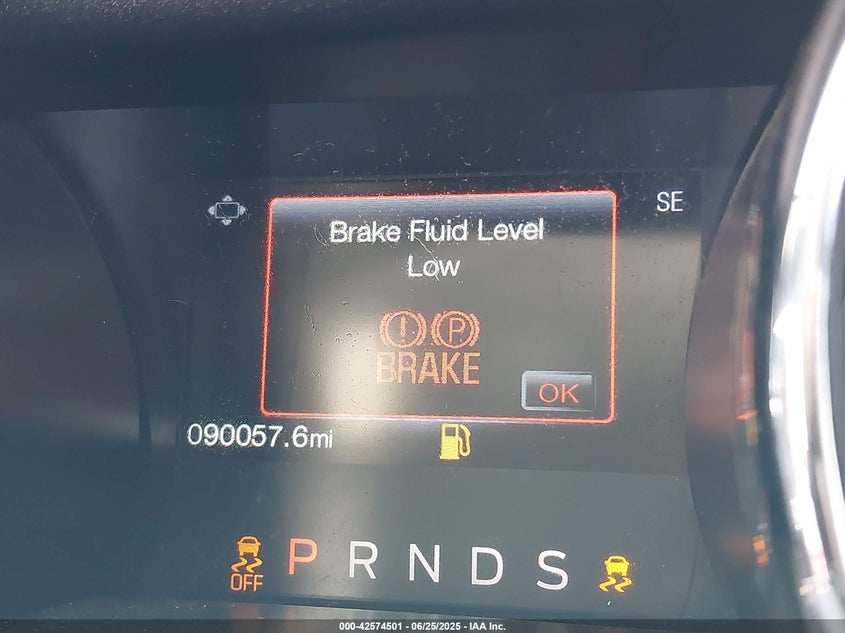 SE
Brake Fluid Level
Low
! P
BRAKE
OK
090057.6mi
OFF
P R N D S
000-42574501 - 06/25/2025 - IAA Inc.